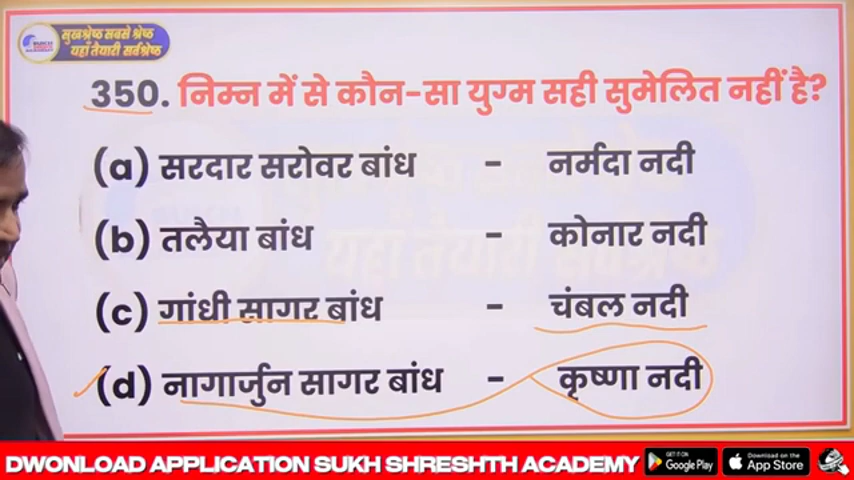 सुखश्रेष्ठ सबसे श्रेष्ठ
यहाँ तैयारी सर्वश्रेष्ठ
350. निम्न में से कौन-सा युग्म सही सुमेलित नहीं है?
(a) सरदार सरोवर बांध - नर्मदा नदी
(b) तलैया बांध - कोनार नदी
(c) गांधी सागर बांध - चंबल नदी
(d) नागार्जुन सागर बांध - कृष्णा नदी
DWONLOAD APPLICATION SUKH SHRESHTH ACADEMY
GET IT ON
Google Play
Download on the
App Store